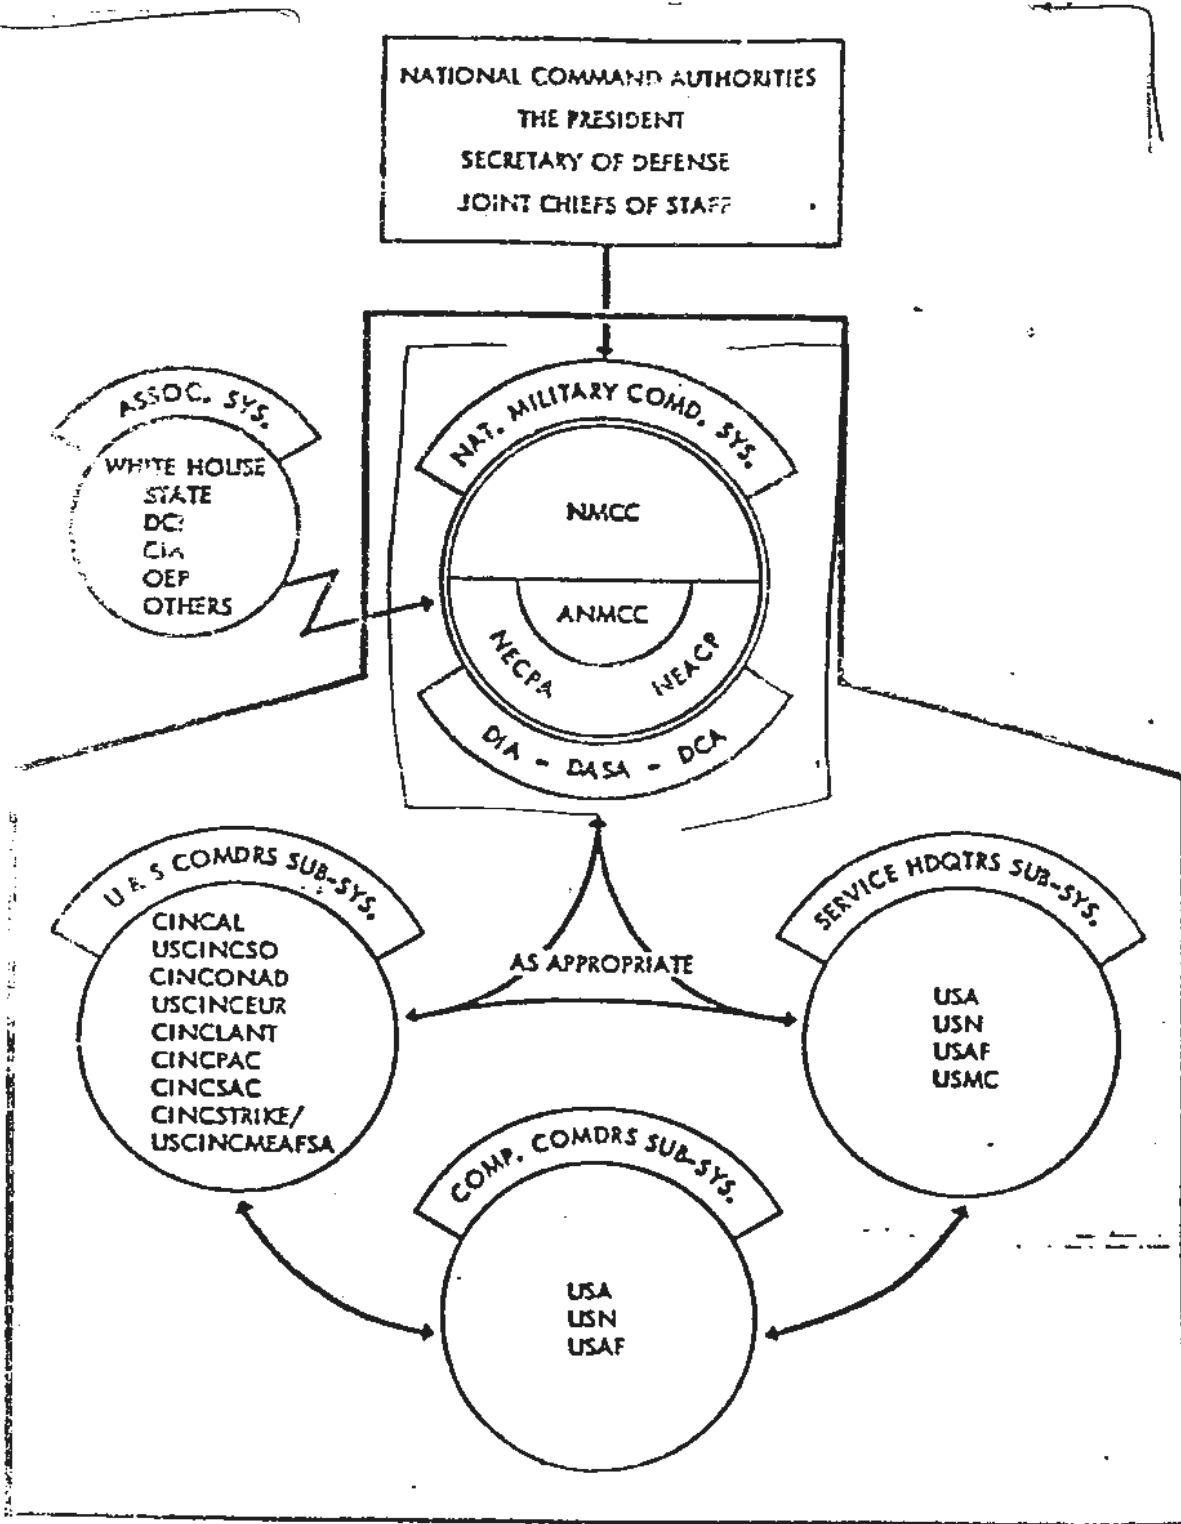 NATIONAL COMMAND AUTHORITIES
THE PRESIDENT
SECRETARY OF DEFENSE
JOINT CHIEFS OF STAFF
ASSOC. SYS.
WHITE HOUSE
STATE
CIA
OEP
OTHERS
NAT. MILITARY COMD. SYS.
NMCC
ANMCC
NECPA
NEACP
DIA - DASA - DCA
U & S COMDRS SUB-SYS.
CINCAL
USCINCSO
CINCONAD
USCINCEUR
CINCLANT
CINCPAC
CINCSAC
CINCSTRIKE/
USCINCMEAFSA
AS APPROPRIATE
SERVICE HDQTRS SUB-SYS.
USA
USN
USAF
USMC
COMP. COMDRS SUB-SYS.
USA
USN
USAF